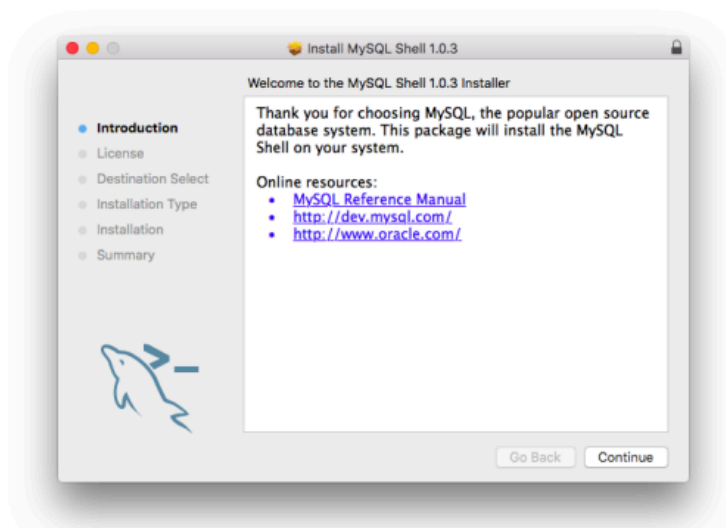 Install MySQL Shell 1.0.3
Welcome to the MySQL Shell 1.0.3 Installer
Introduction
License
Destination Select
Installation Type
Installation
Summary
Thank you for choosing MySQL, the popular open source
database system. This package will install the MySQL
Shell on your system.
Online resources:
• MySQL Reference Manual
• http://dev.mysql.com/
• http://www.oracle.com/
>_
Go Back
Continue